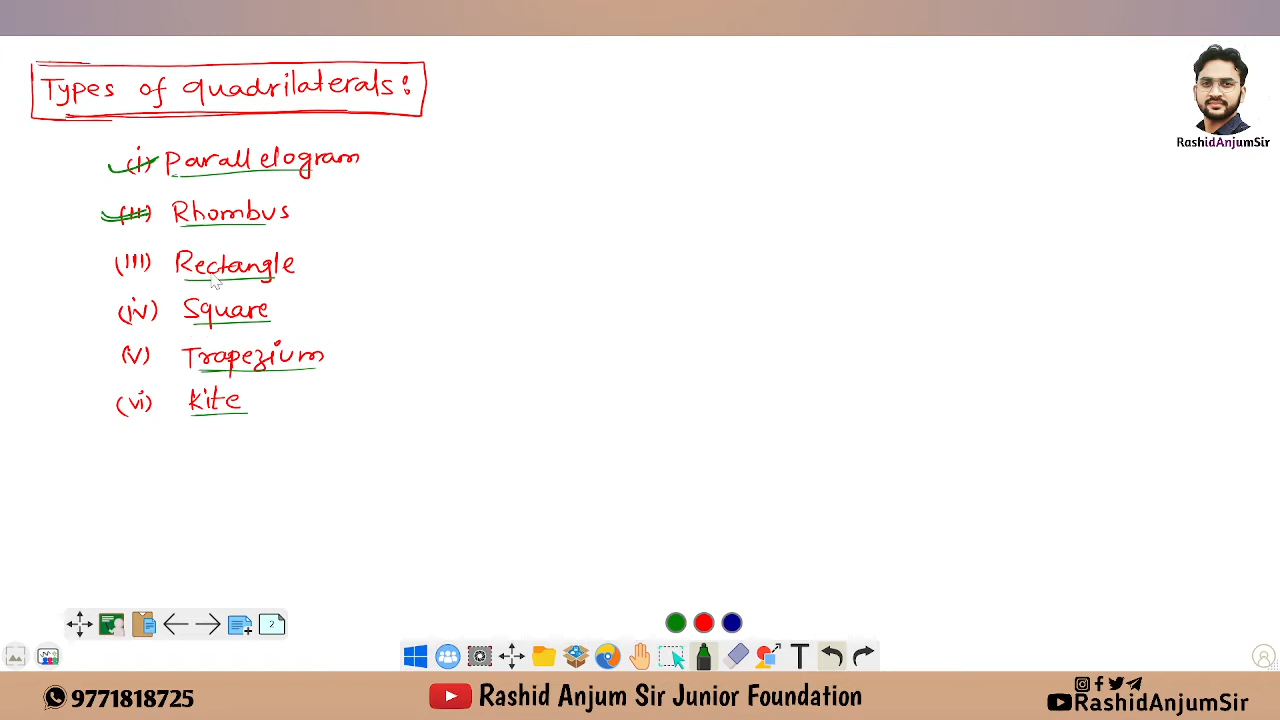 Types of quadrilaterals:
RashidAnjumSir
(i) Parallelogram
(ii) Rhombus
(III) Rectangle
(iv) Square
(v) Trapezium
(vi) Kite
2
T
9771818725
Rashid Anjum Sir Junior Foundation
RashidAnjumSir